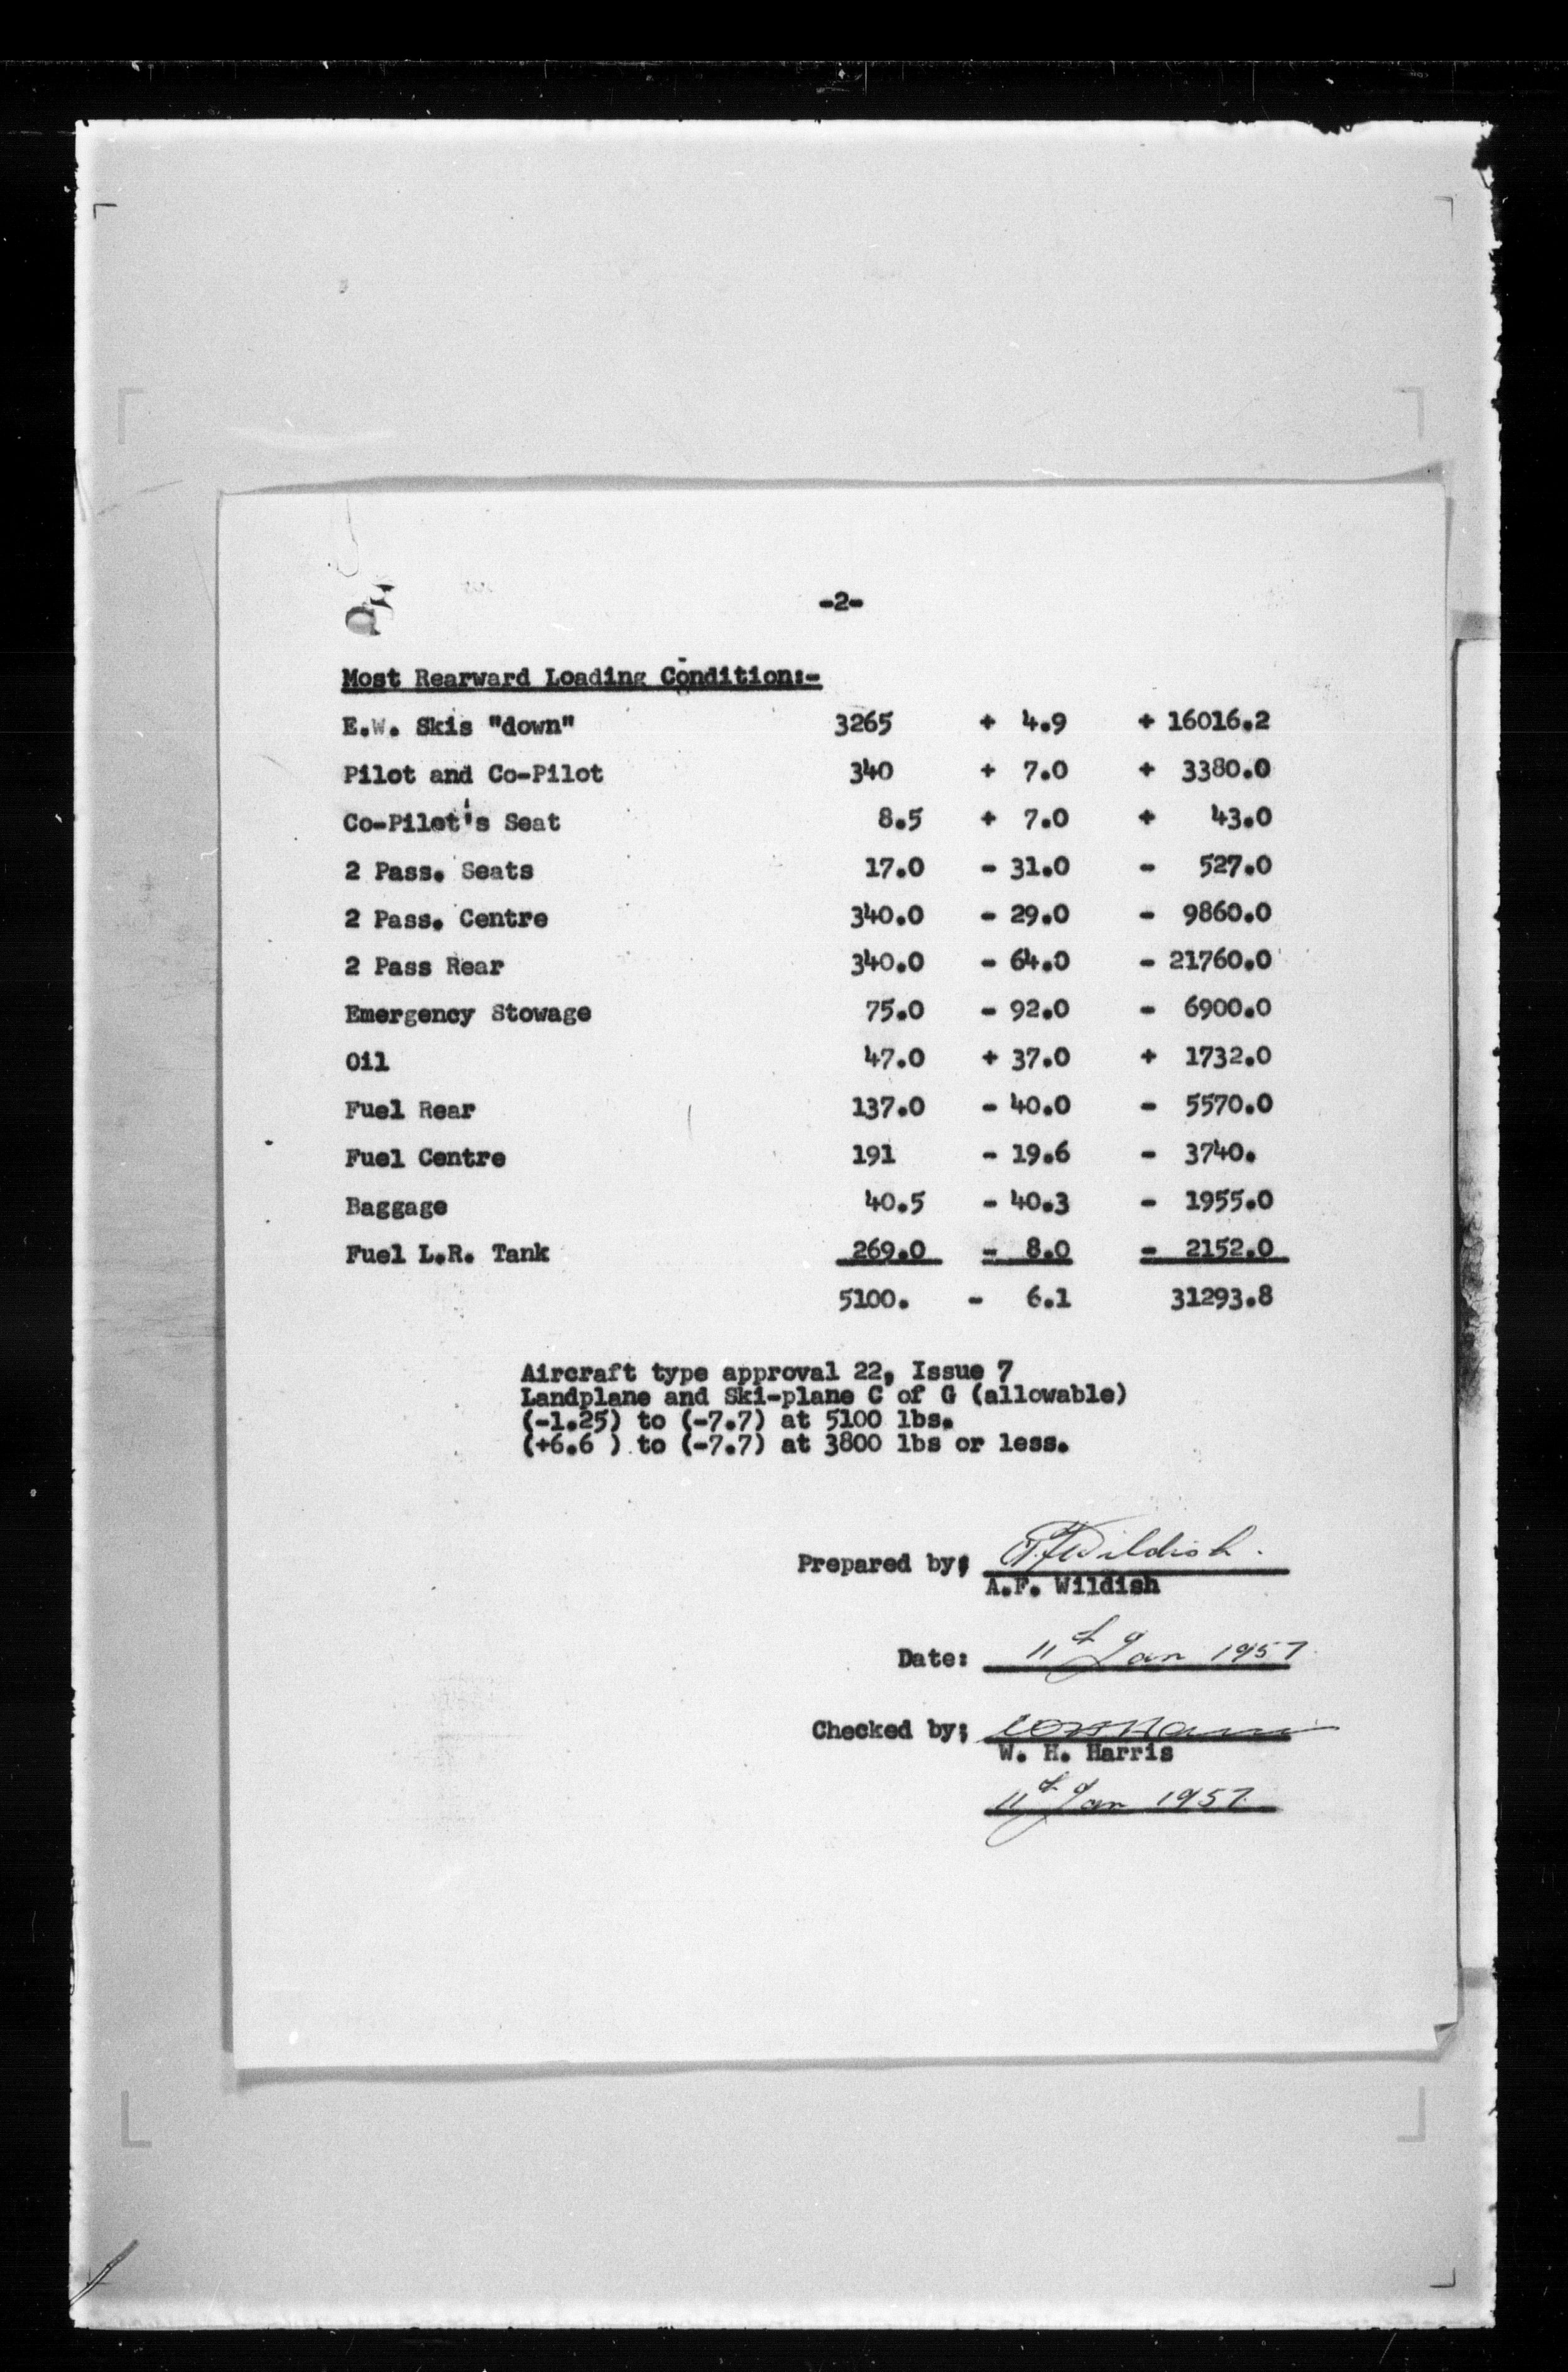 -2-
Most Rearward Loading Condition:-
E.W. Skis "down" 3265 + 4.9 + 16016.2
Pilot and Co-Pilot 340 + 7.0 + 3380.0
Co-Pilot's Seat 8.5 + 7.0 + 43.0
2 Pass. Seats 17.0 - 31.0 - 527.0
2 Pass. Centre 340.0 - 29.0 - 9860.0
2 Pass Rear 340.0 - 64.0 - 21760.0
Emergency Stowage 75.0 - 92.0 - 6900.0
Oil 47.0 + 37.0 + 1732.0
Fuel Rear 137.0 - 40.0 - 5570.0
Fuel Centre 191 - 19.6 - 3740.
Baggage 40.5 - 40.3 - 1955.0
Fuel L.R. Tank 269.0 - 8.0 - 2152.0
5100. - 6.1 31293.8
Aircraft type approval 22, Issue 7
Landplane and Ski-plane C of G (allowable)
(-1.25) to (-7.7) at 5100 lbs.
(+6.6 ) to (-7.7) at 3800 lbs or less.
Prepared by; A.F. Wildish.
A.F. Wildish
Date: 11th Jan 1957
Checked by; W H Harris
W. H. Harris
11th Jan 1957